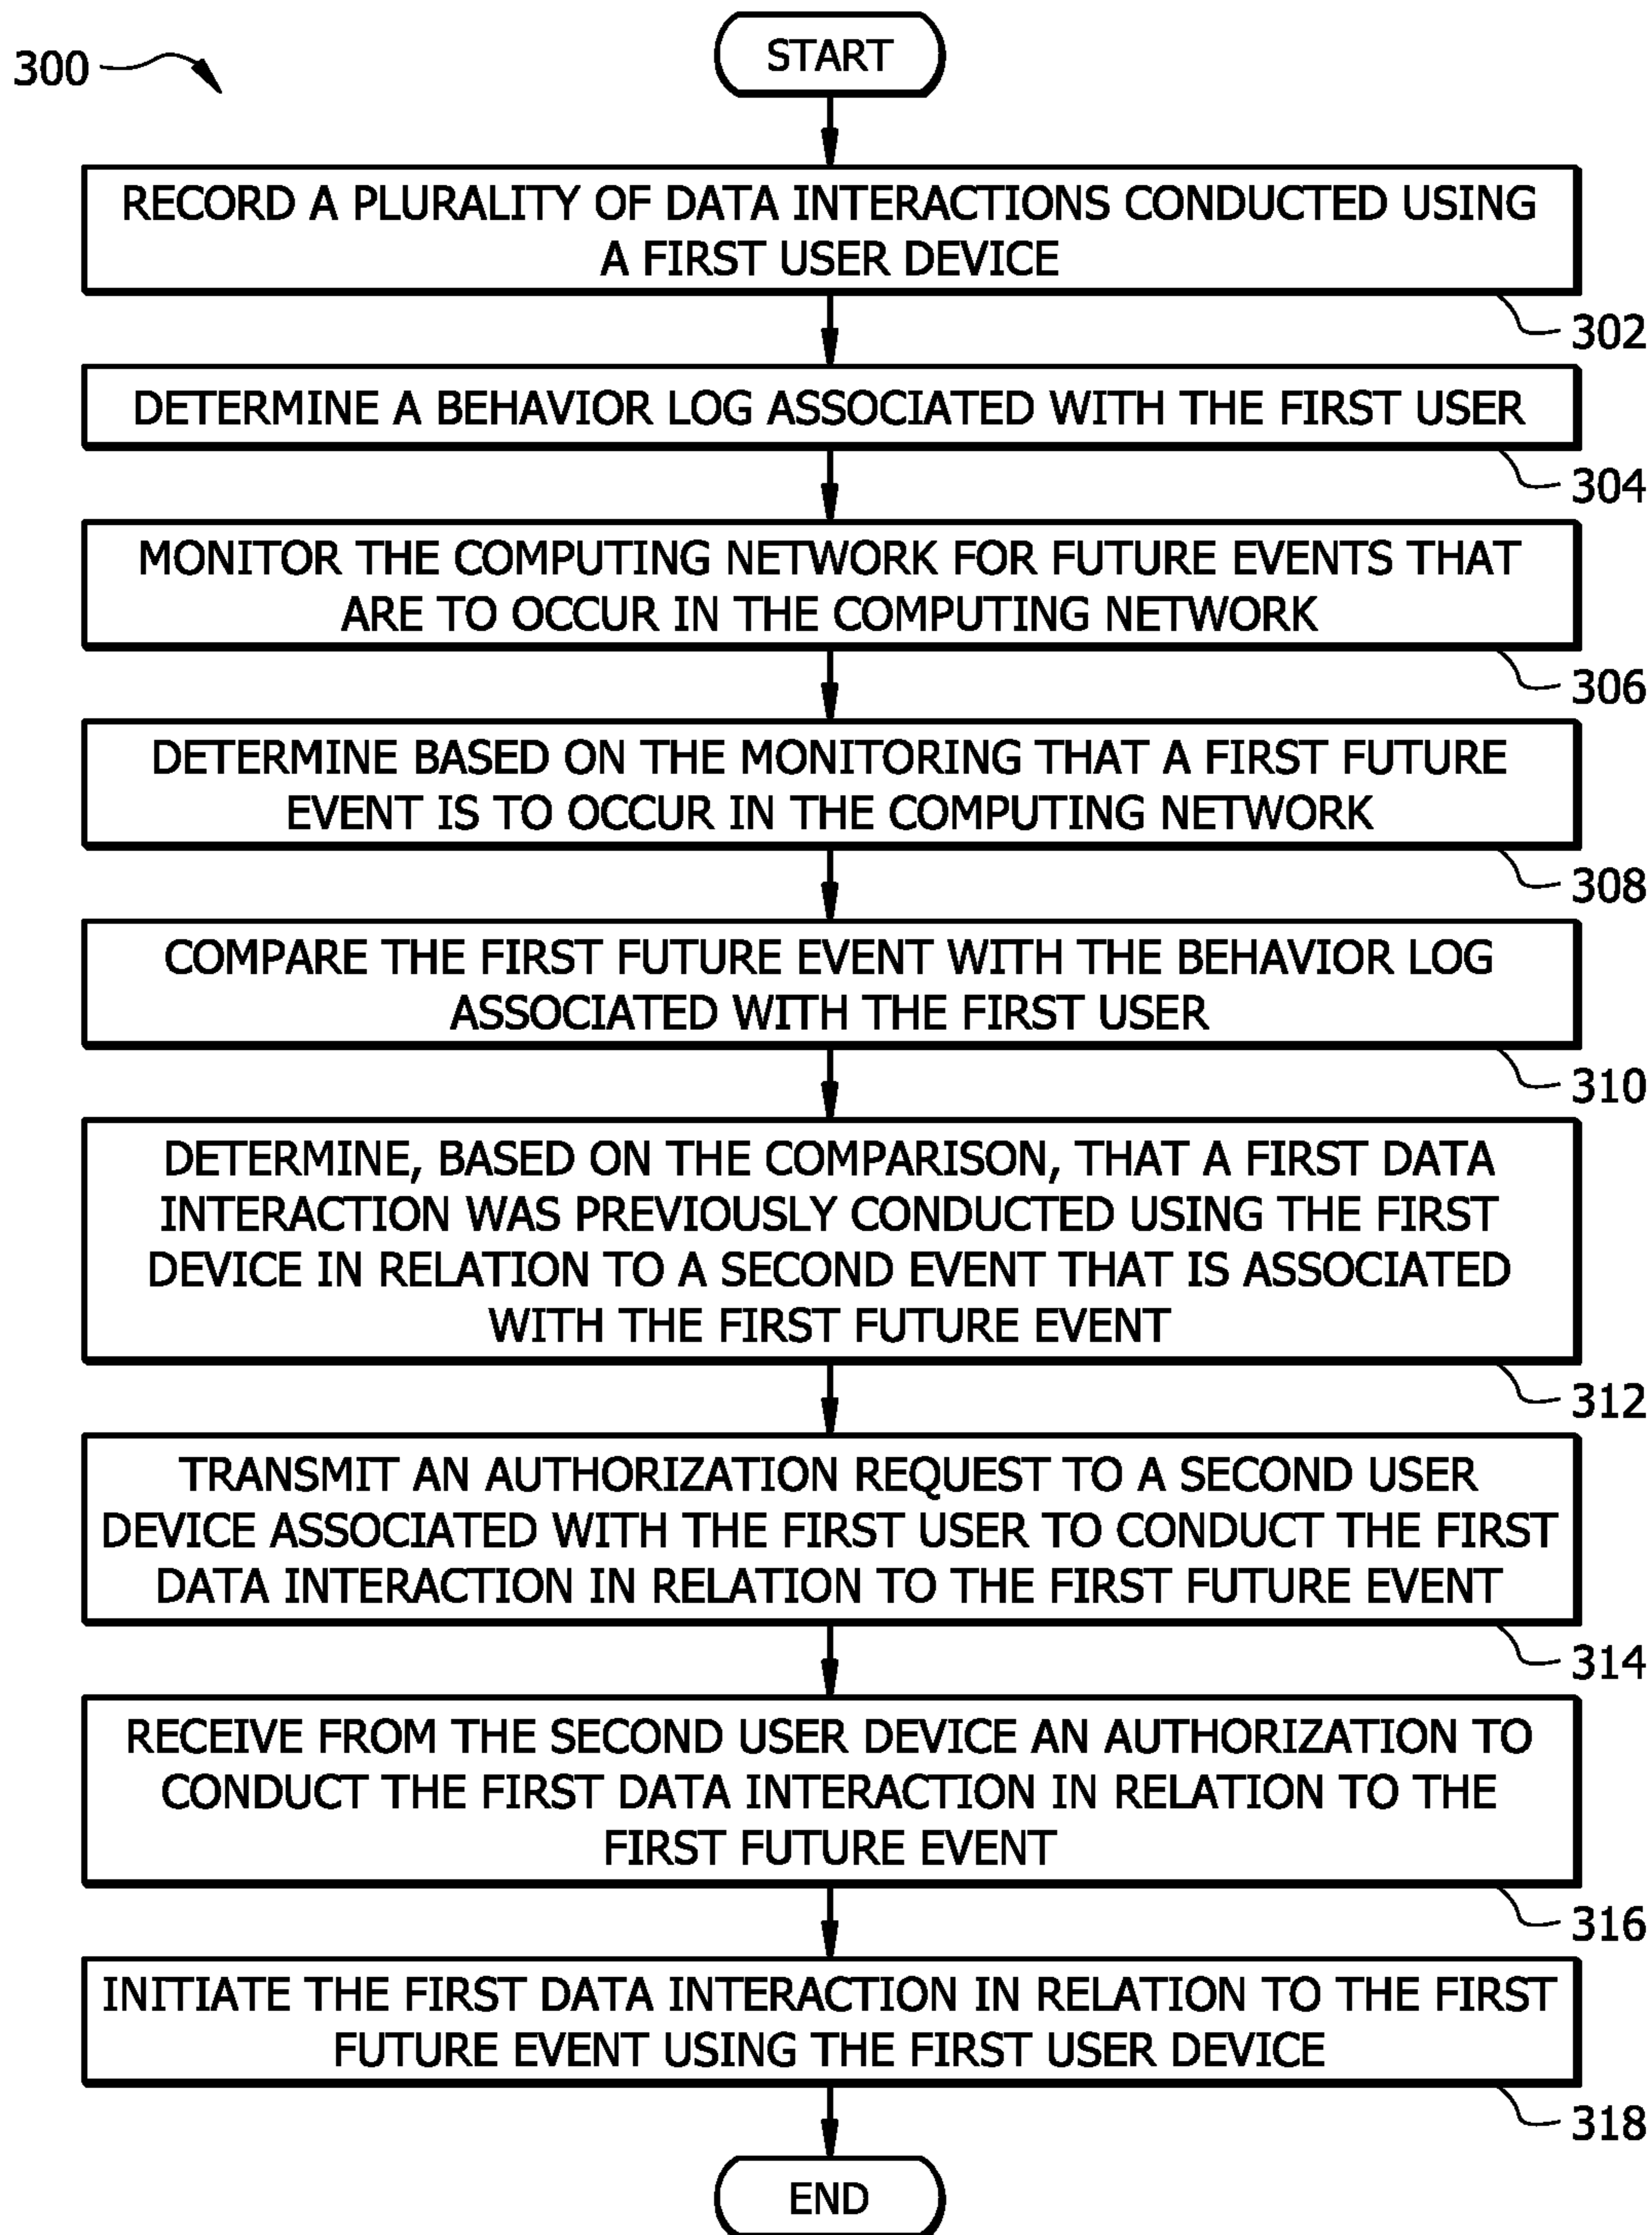 300
START
RECORD A PLURALITY OF DATA INTERACTIONS CONDUCTED USING
A FIRST USER DEVICE
302
DETERMINE A BEHAVIOR LOG ASSOCIATED WITH THE FIRST USER
304
MONITOR THE COMPUTING NETWORK FOR FUTURE EVENTS THAT
ARE TO OCCUR IN THE COMPUTING NETWORK
306
DETERMINE BASED ON THE MONITORING THAT A FIRST FUTURE
EVENT IS TO OCCUR IN THE COMPUTING NETWORK
308
COMPARE THE FIRST FUTURE EVENT WITH THE BEHAVIOR LOG
ASSOCIATED WITH THE FIRST USER
310
DETERMINE, BASED ON THE COMPARISON, THAT A FIRST DATA
INTERACTION WAS PREVIOUSLY CONDUCTED USING THE FIRST
DEVICE IN RELATION TO A SECOND EVENT THAT IS ASSOCIATED
WITH THE FIRST FUTURE EVENT
312
TRANSMIT AN AUTHORIZATION REQUEST TO A SECOND USER
DEVICE ASSOCIATED WITH THE FIRST USER TO CONDUCT THE FIRST
DATA INTERACTION IN RELATION TO THE FIRST FUTURE EVENT
314
RECEIVE FROM THE SECOND USER DEVICE AN AUTHORIZATION TO
CONDUCT THE FIRST DATA INTERACTION IN RELATION TO THE
FIRST FUTURE EVENT
316
INITIATE THE FIRST DATA INTERACTION IN RELATION TO THE FIRST
FUTURE EVENT USING THE FIRST USER DEVICE
318
END